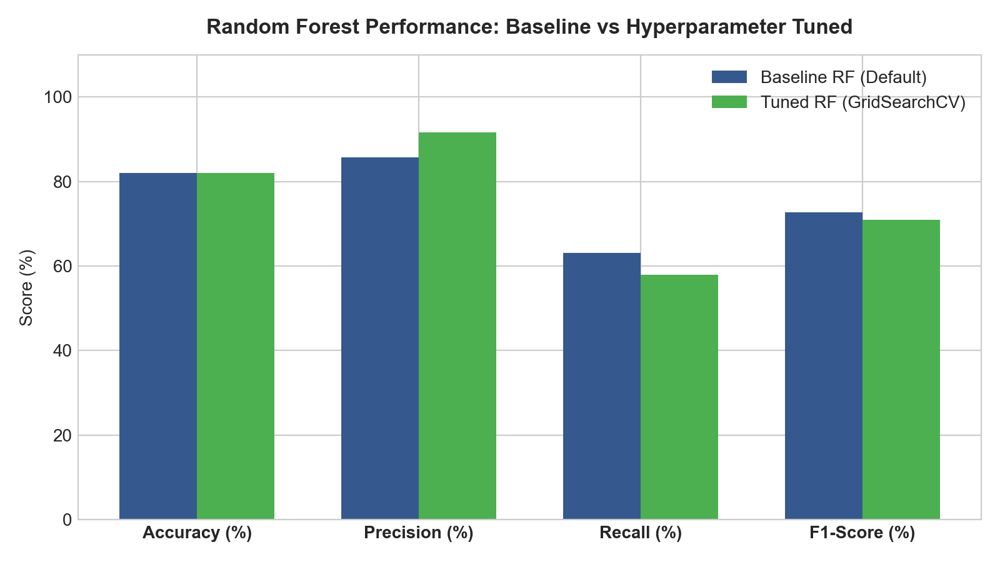 Random Forest Performance: Baseline vs Hyperparameter Tuned
Baseline RF (Default)
Tuned RF (GridSearchCV)
Score (%)
100
80
60
40
20
0
Accuracy (%)
Precision (%)
Recall (%)
F1-Score (%)